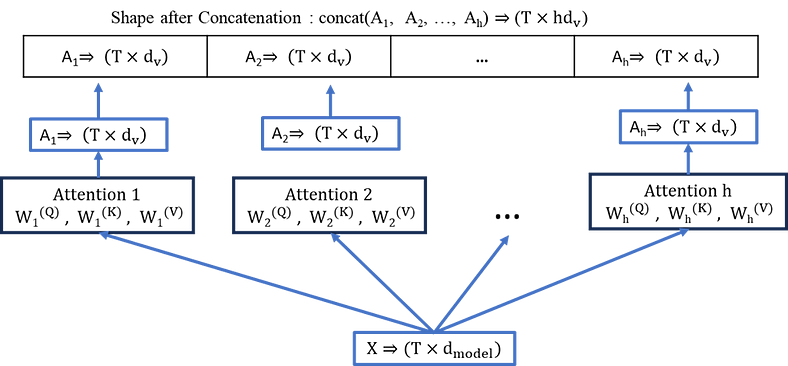 Shape after Concatenation : concat(A₁, A₂, …, Aₕ) ⇒ (T × hdᵥ)
A₁⇒ (T × dᵥ)
A₂⇒ (T × dᵥ)
...
Aₕ⇒ (T × dᵥ)
A₁⇒ (T × dᵥ)
A₂⇒ (T × dᵥ)
Aₕ⇒ (T × dᵥ)
Attention 1
W₁⁽Q⁾ , W₁⁽K⁾ , W₁⁽V⁾
Attention 2
W₂⁽Q⁾ , W₂⁽K⁾ , W₂⁽V⁾
...
Attention h
Wₕ⁽Q⁾ , Wₕ⁽K⁾ , Wₕ⁽V⁾
X ⇒ (T × d_model)